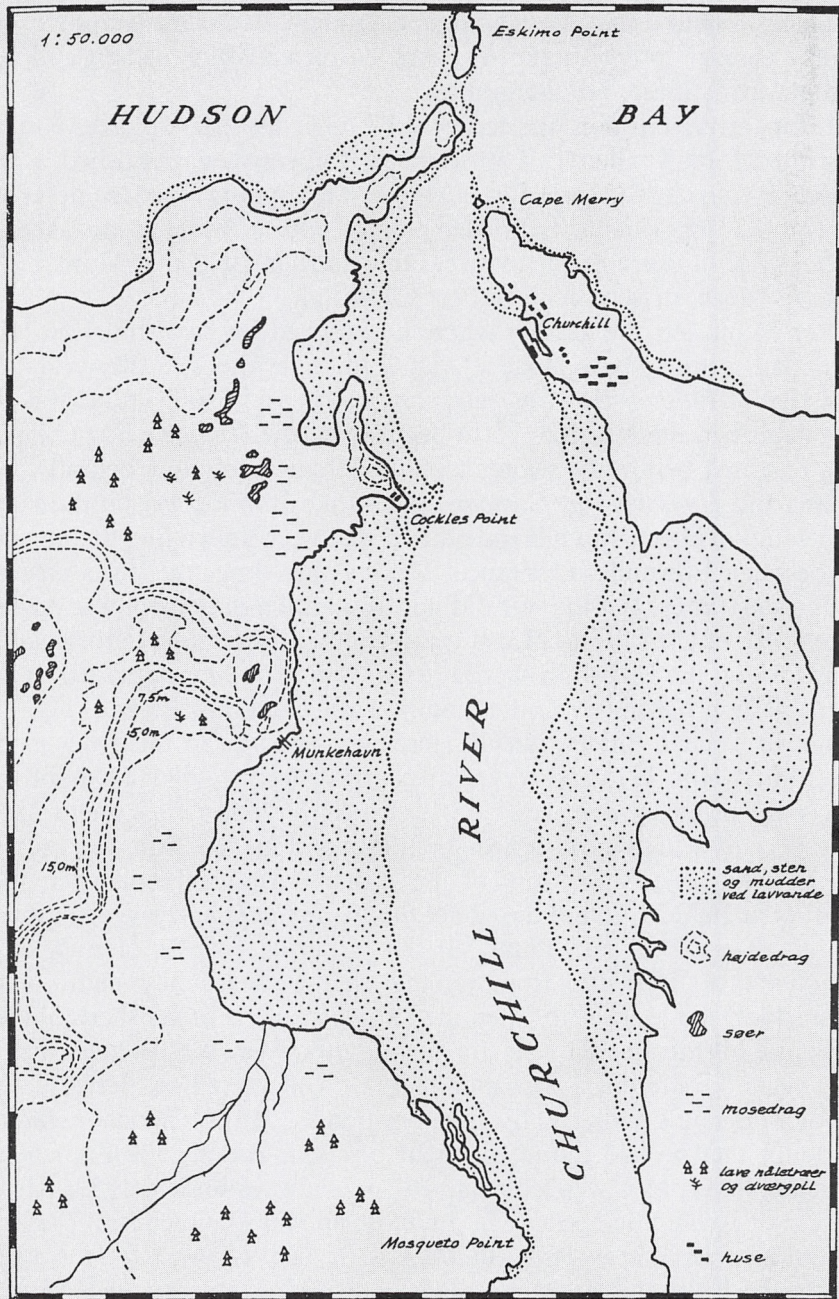 1:50.000
Eskimo Point
HUDSON BAY
Cape Merry
Churchill
Cockles Point
7,5m
5,0m
Munkehavn
15,0m
RIVER
CHURCHILL
Mosqueto Point
sand, sten
og mudder
ved lavvande
højdedrag
søer
mosedrag
lave nåletræer
og dværgpil
huse